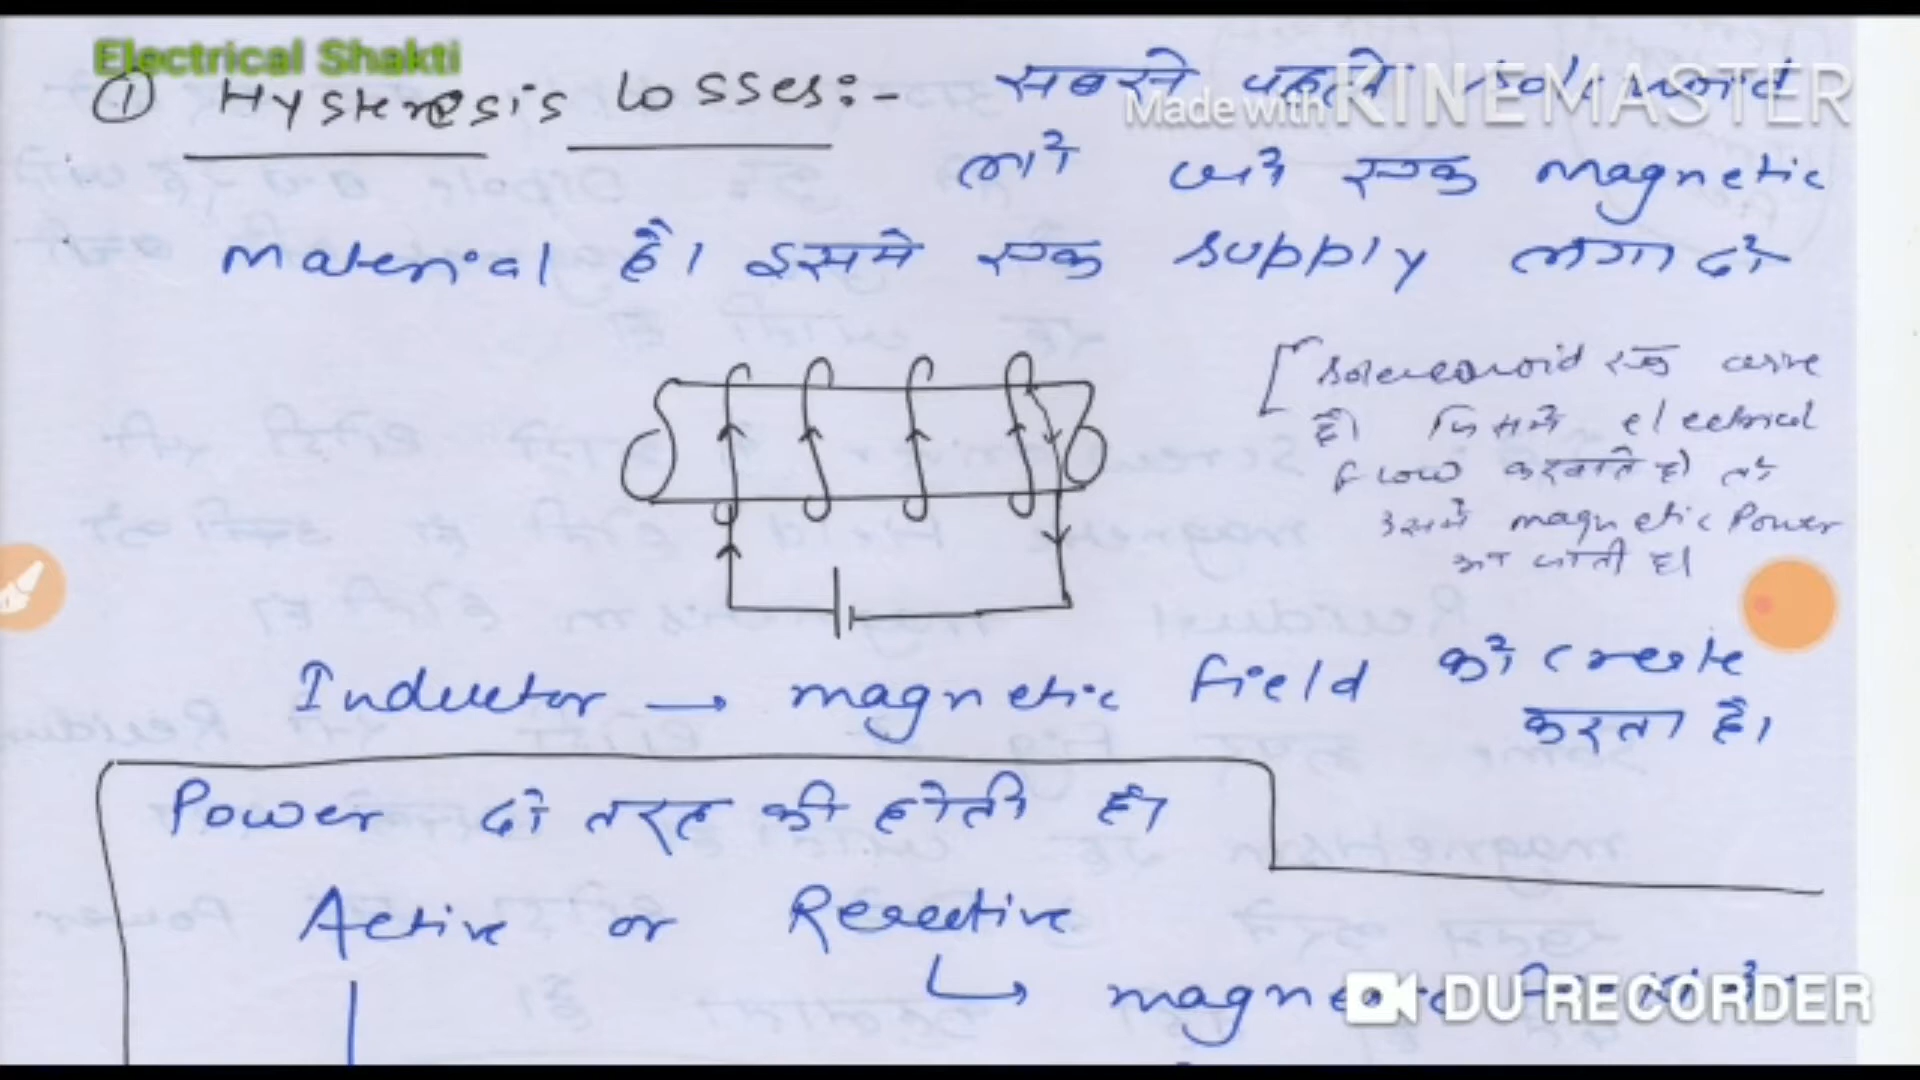 Electrical Shakti
① Hysteresis Losses:- सबसे पहले
Made with KINEMASTER
लो जो एक magnetic
material है। इसमे एक supply लगा दो
[Solenoid एक wire
है। जिसमे electrical
flow करवाते है तो
उसमे magnetic Power
आ जाती है।
Inductor → magnetic field को create
करता है।
Power दो तरह की होती है।
Active or Reactive
↳ magnetic
DU RECORDER